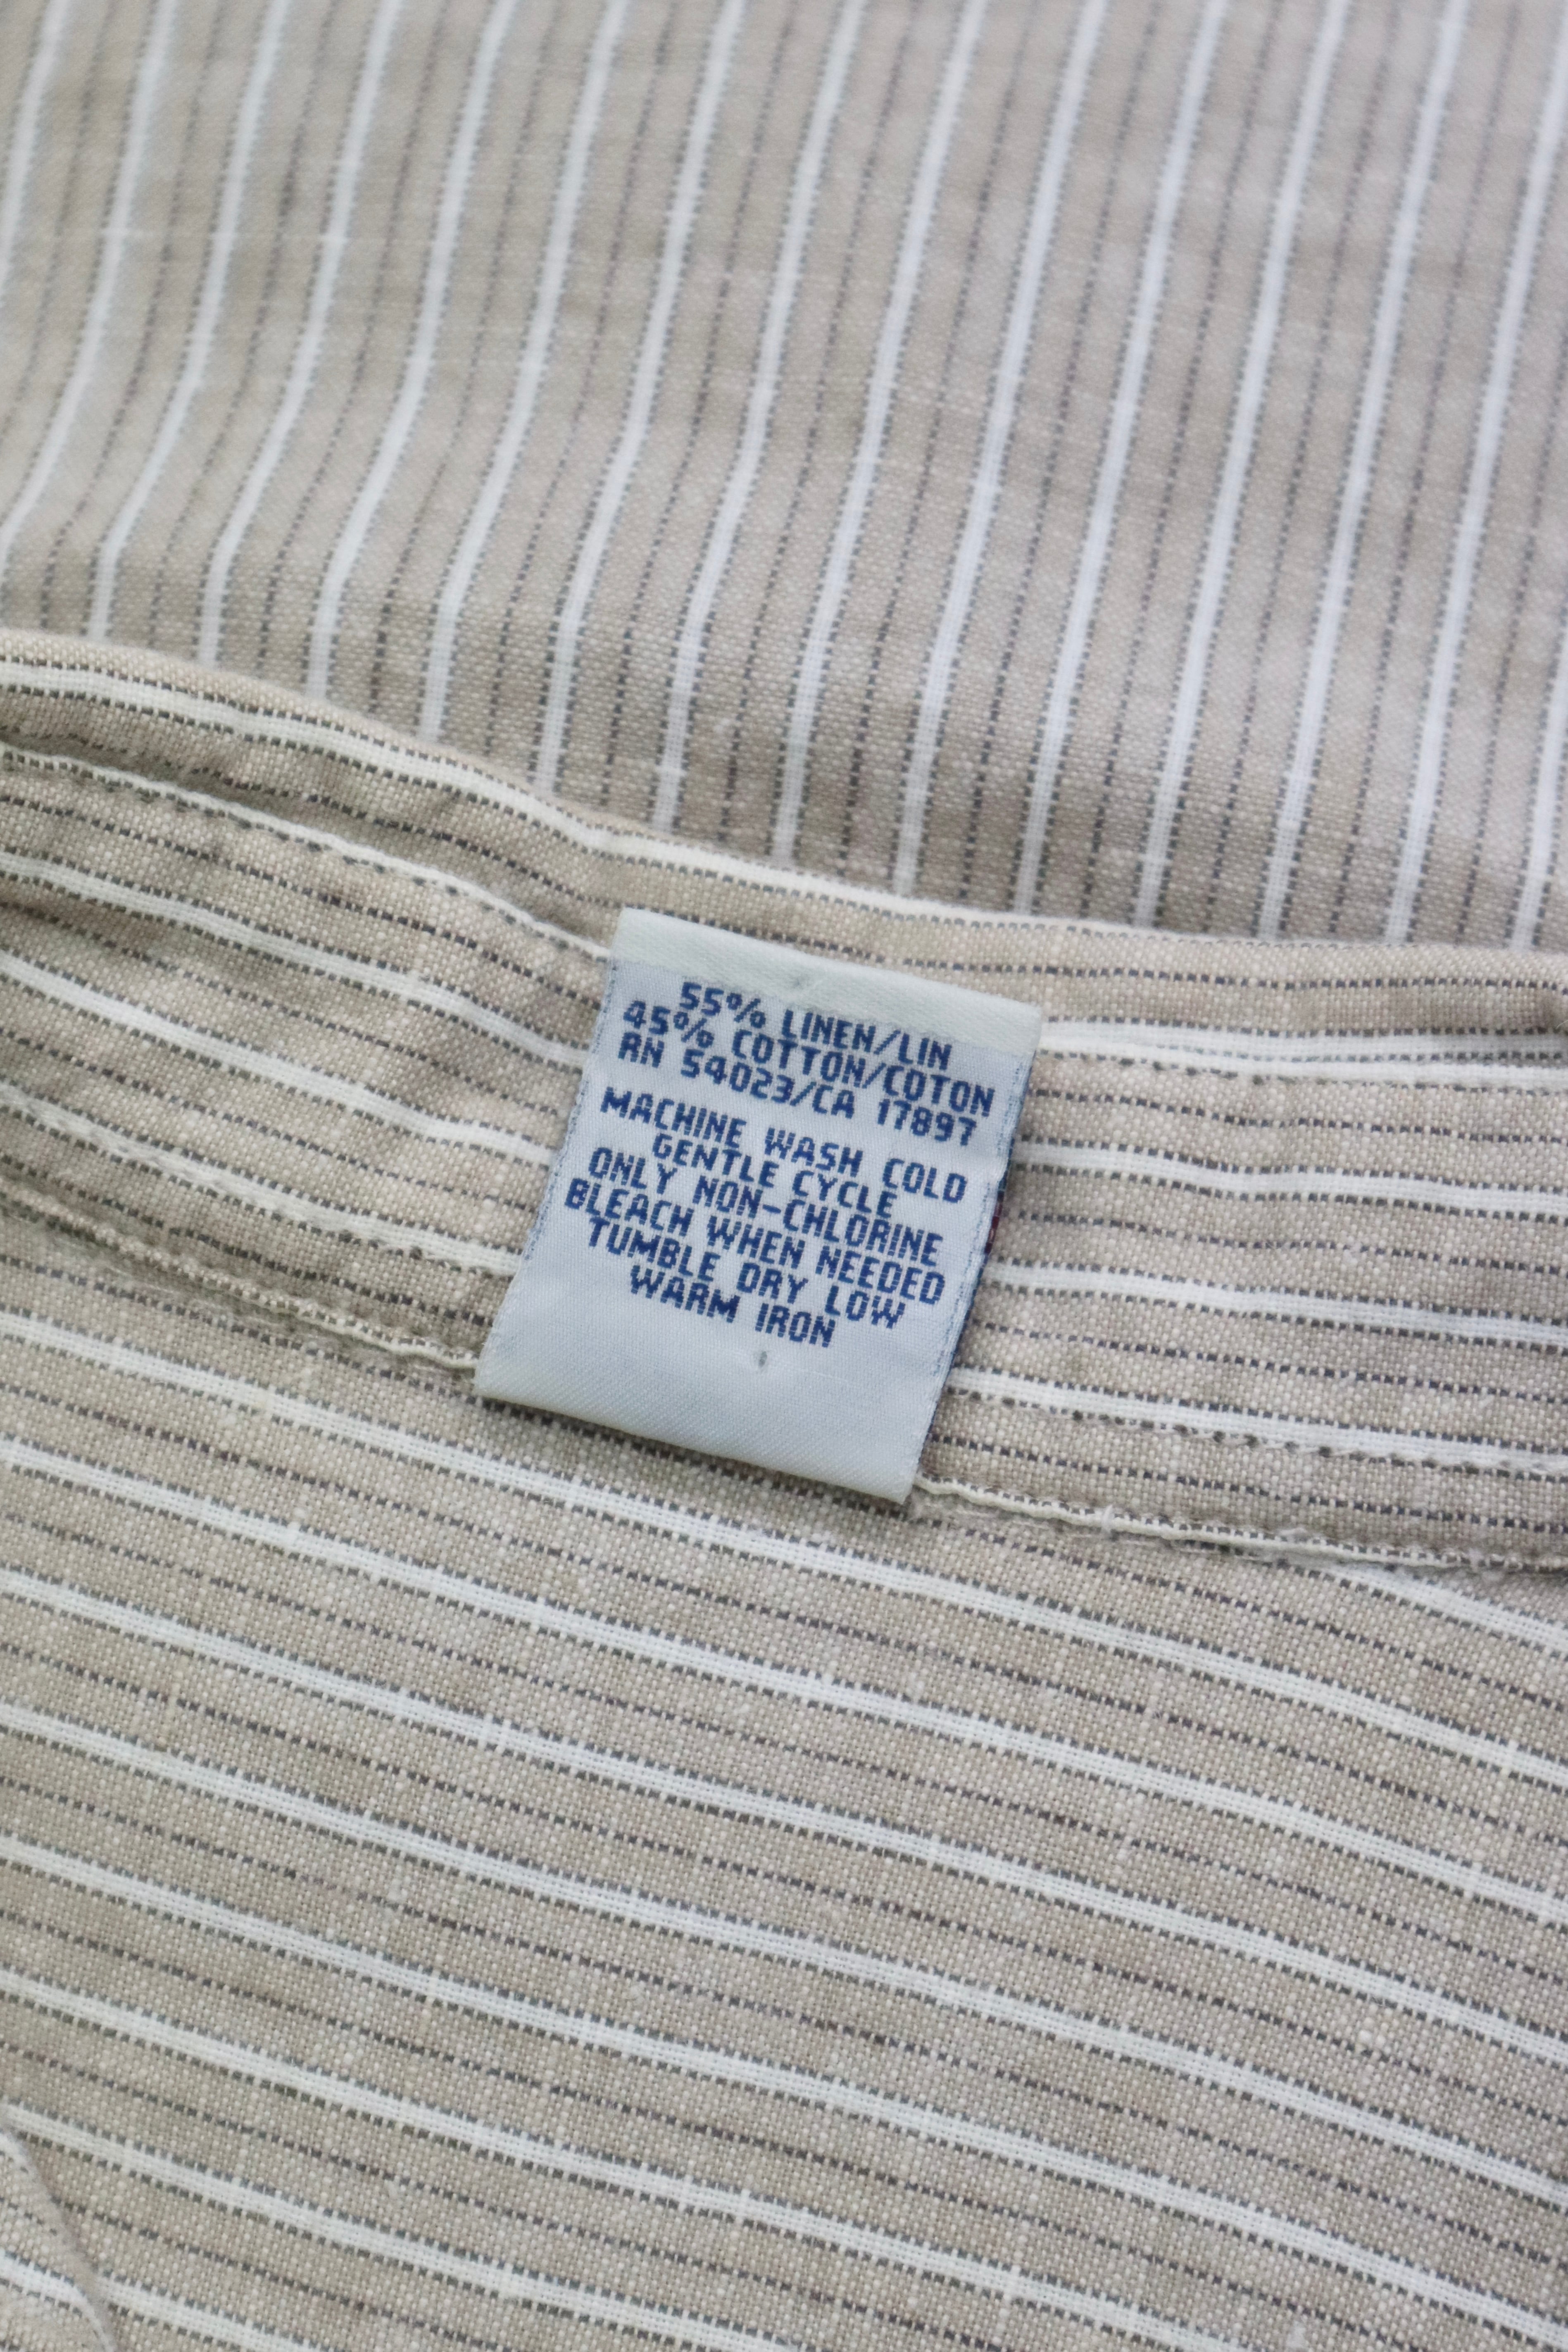 55% LINEN/LIN
45% COTTON/COTON
RN 54023/CA 17897
MACHINE WASH COLD
GENTLE CYCLE
ONLY NON-CHLORINE
BLEACH WHEN NEEDED
TUMBLE DRY LOW
WARM IRON